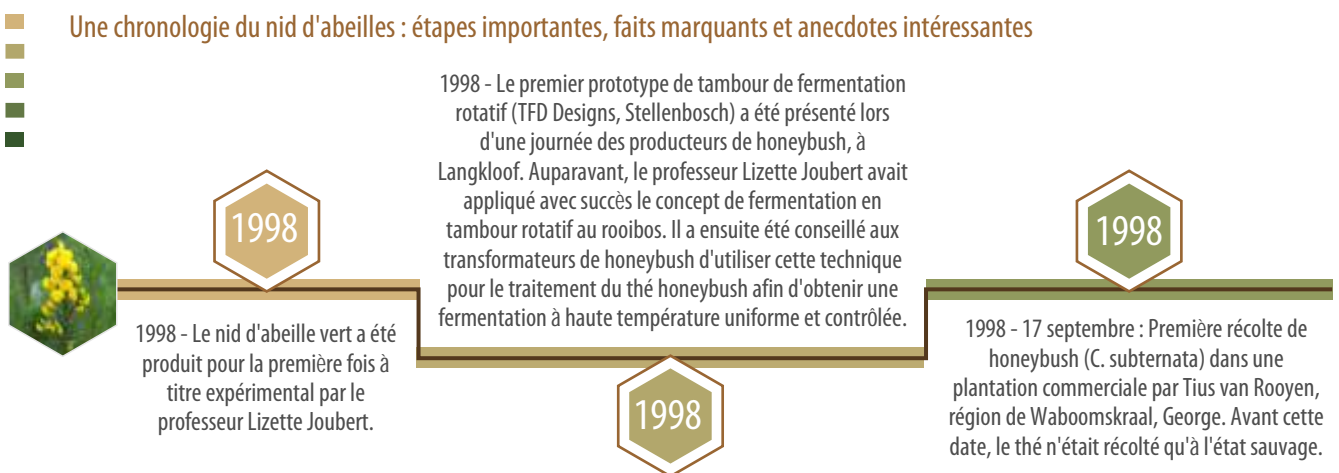 Une chronologie du nid d'abeilles : étapes importantes, faits marquants et anecdotes intéressantes
1998
1998 - Le nid d'abeille vert a été
produit pour la première fois à
titre expérimental par le
professeur Lizette Joubert.
1998 - Le premier prototype de tambour de fermentation
rotatif (TFD Designs, Stellenbosch) a été présenté lors
d'une journée des producteurs de honeybush, à
Langkloof. Auparavant, le professeur Lizette Joubert avait
appliqué avec succès le concept de fermentation en
tambour rotatif au rooibos. Il a ensuite été conseillé aux
transformateurs de honeybush d'utiliser cette technique
pour le traitement du thé honeybush afin d'obtenir une
fermentation à haute température uniforme et contrôlée.
1998
1998
1998 - 17 septembre : Première récolte de
honeybush (C. subternata) dans une
plantation commerciale par Tius van Rooyen,
région de Waboomskraal, George. Avant cette
date, le thé n'était récolté qu'à l'état sauvage.